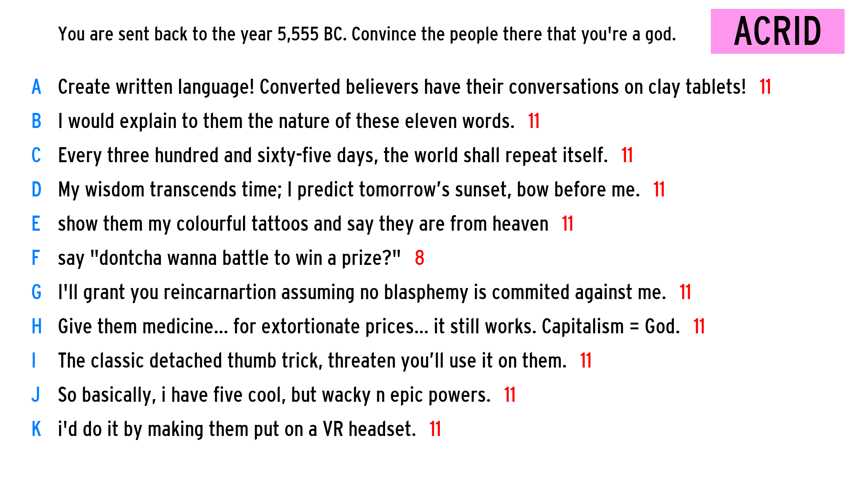 You are sent back to the year 5,555 BC. Convince the people there that you're a god.
ACRID
A Create written language! Converted believers have their conversations on clay tablets! 11
B I would explain to them the nature of these eleven words. 11
C Every three hundred and sixty-five days, the world shall repeat itself. 11
D My wisdom transcends time; I predict tomorrow's sunset, bow before me. 11
E show them my colourful tattoos and say they are from heaven 11
F say "dontcha wanna battle to win a prize?" 8
G I'll grant you reincarnartion assuming no blasphemy is commited against me. 11
H Give them medicine... for extortionate prices... it still works. Capitalism = God. 11
I The classic detached thumb trick, threaten you'll use it on them. 11
J So basically, i have five cool, but wacky n epic powers. 11
K i'd do it by making them put on a VR headset. 11